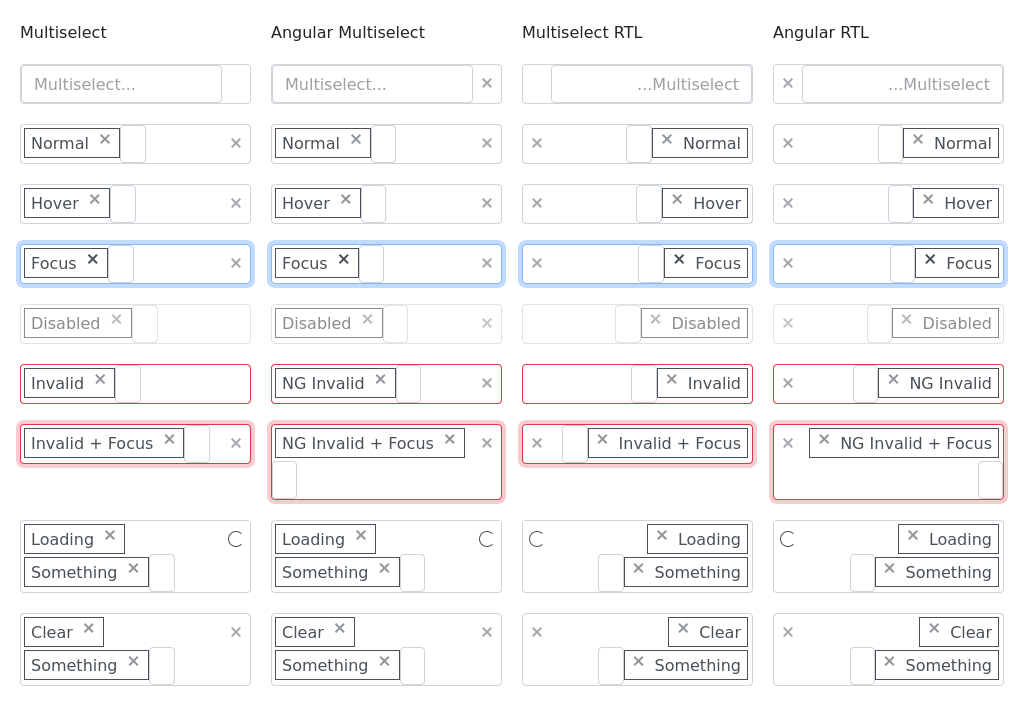 Multiselect Angular Multiselect Multiselect RTL Angular RTL
Multiselect... Multiselect... ...Multiselect ...Multiselect
Normal Normal Normal Normal
Hover Hover Hover Hover
Focus Focus Focus Focus
Disabled Disabled Disabled Disabled
Invalid NG Invalid Invalid NG Invalid
Invalid + Focus NG Invalid + Focus Invalid + Focus NG Invalid + Focus
Loading Loading Loading Loading
Something Something Something Something
Clear Clear Clear Clear
Something Something Something Something